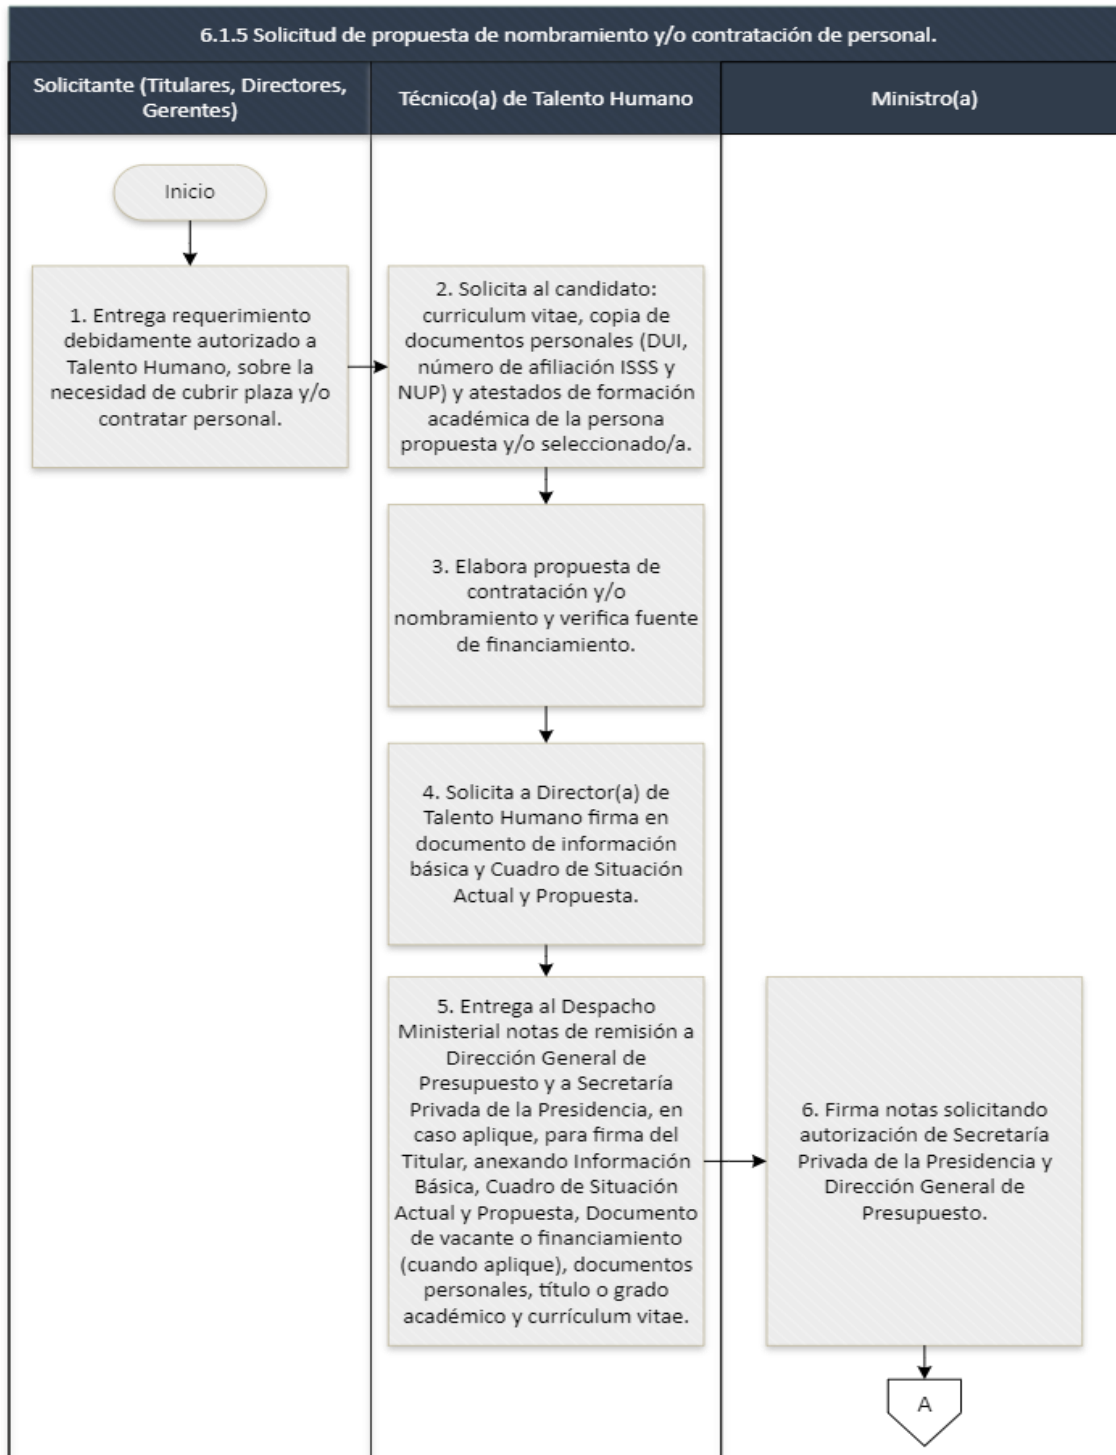 6.1.5 Solicitud de propuesta de nombramiento y/o contratación de personal.
Solicitante (Titulares, Directores,
Gerentes)
Técnico(a) de Talento Humano
Ministro(a)
Inicio
1. Entrega requerimiento
debidamente autorizado a
Talento Humano, sobre la
necesidad de cubrir plaza y/o
contratar personal.
2. Solicita al candidato:
curriculum vitae, copia de
documentos personales (DUI,
número de afiliación ISSS y
NUP) y atestados de formación
académica de la persona
propuesta y/o seleccionado/a.
3. Elabora propuesta de
contratación y/o
nombramiento y verifica fuente
de financiamiento.
4. Solicita a Director(a) de
Talento Humano firma en
documento de información
básica y Cuadro de Situación
Actual y Propuesta.
5. Entrega al Despacho
Ministerial notas de remisión a
Dirección General de
Presupuesto y a Secretaría
Privada de la Presidencia, en
caso aplique, para firma del
Titular, anexando Información
Básica, Cuadro de Situación
Actual y Propuesta, Documento
de vacante o financiamiento
(cuando aplique), documentos
personales, título o grado
académico y currículum vitae.
6. Firma notas solicitando
autorización de Secretaría
Privada de la Presidencia y
Dirección General de
Presupuesto.
A